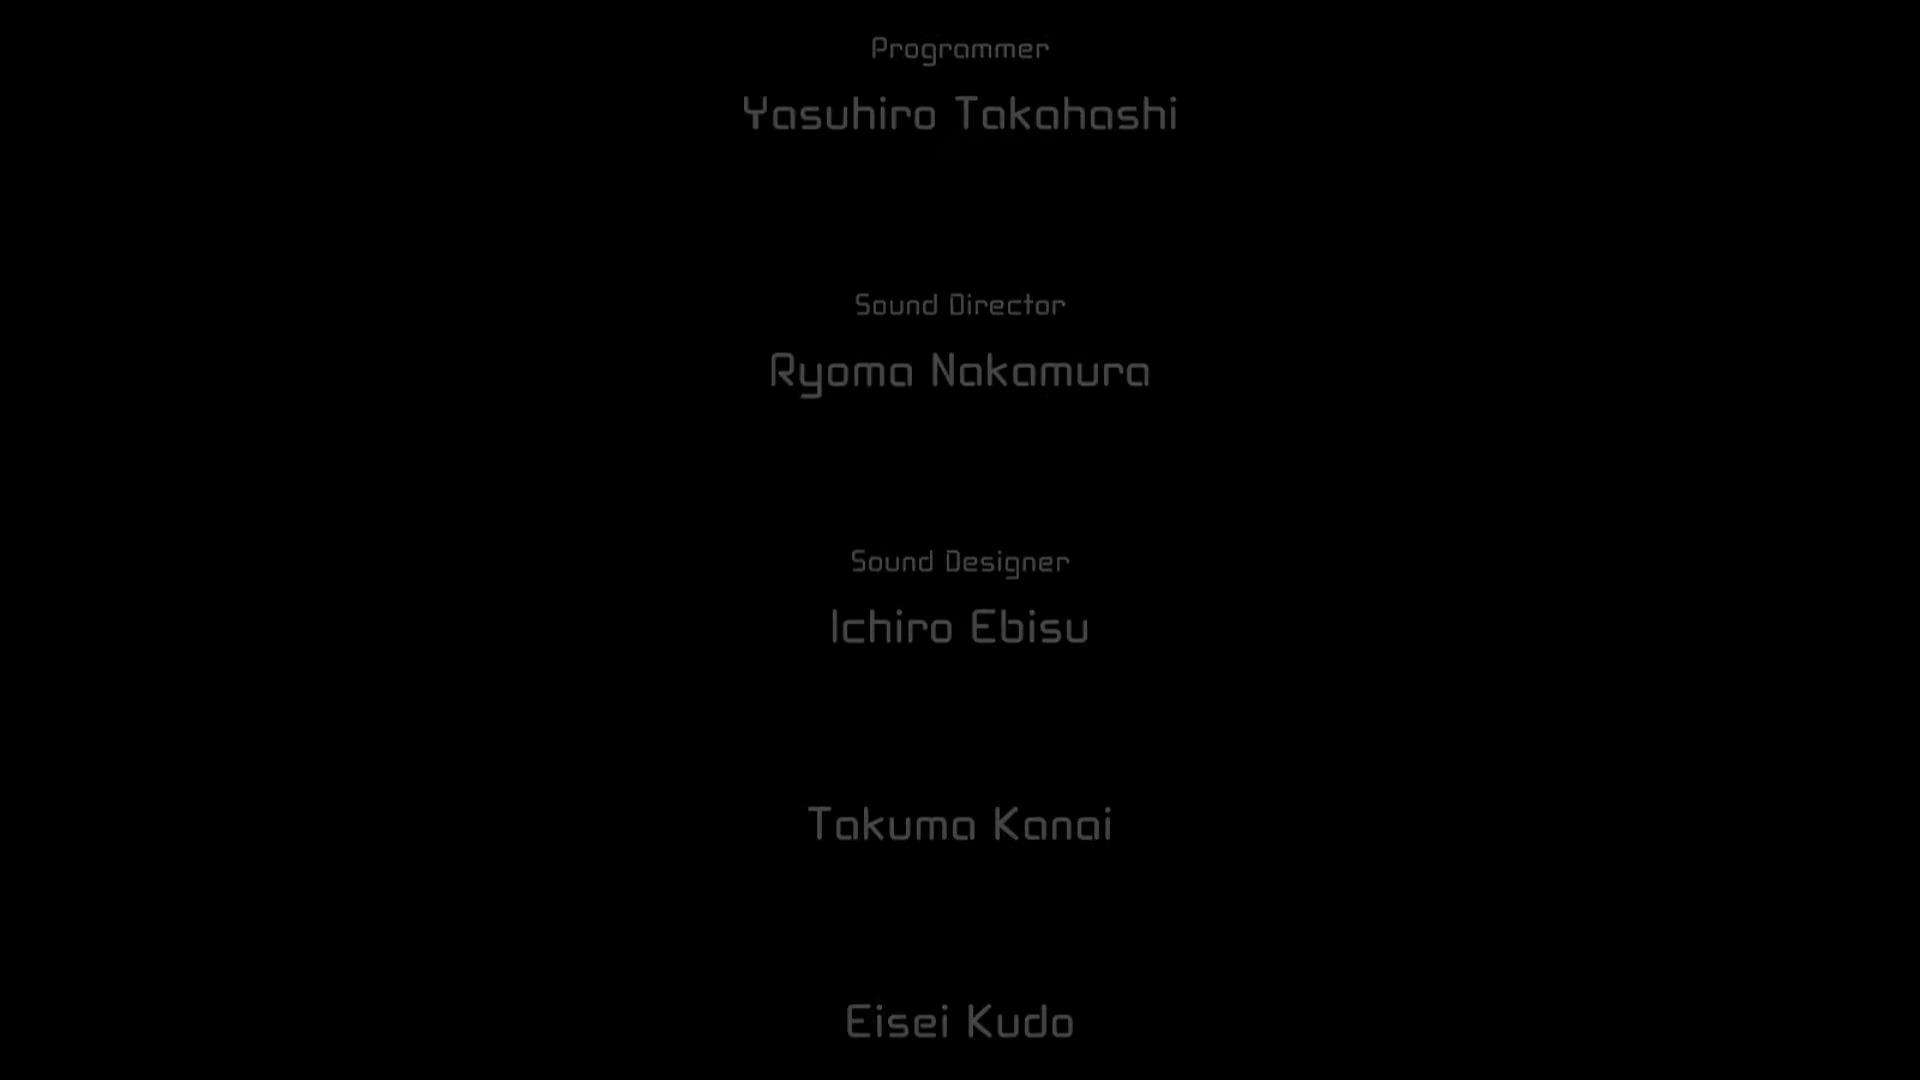 Programmer
Yasuhiro Takahashi
Sound Director
Ryoma Nakamura
Sound Designer
Ichiro Ebisu
Takuma Kanai
Eisei Kudo